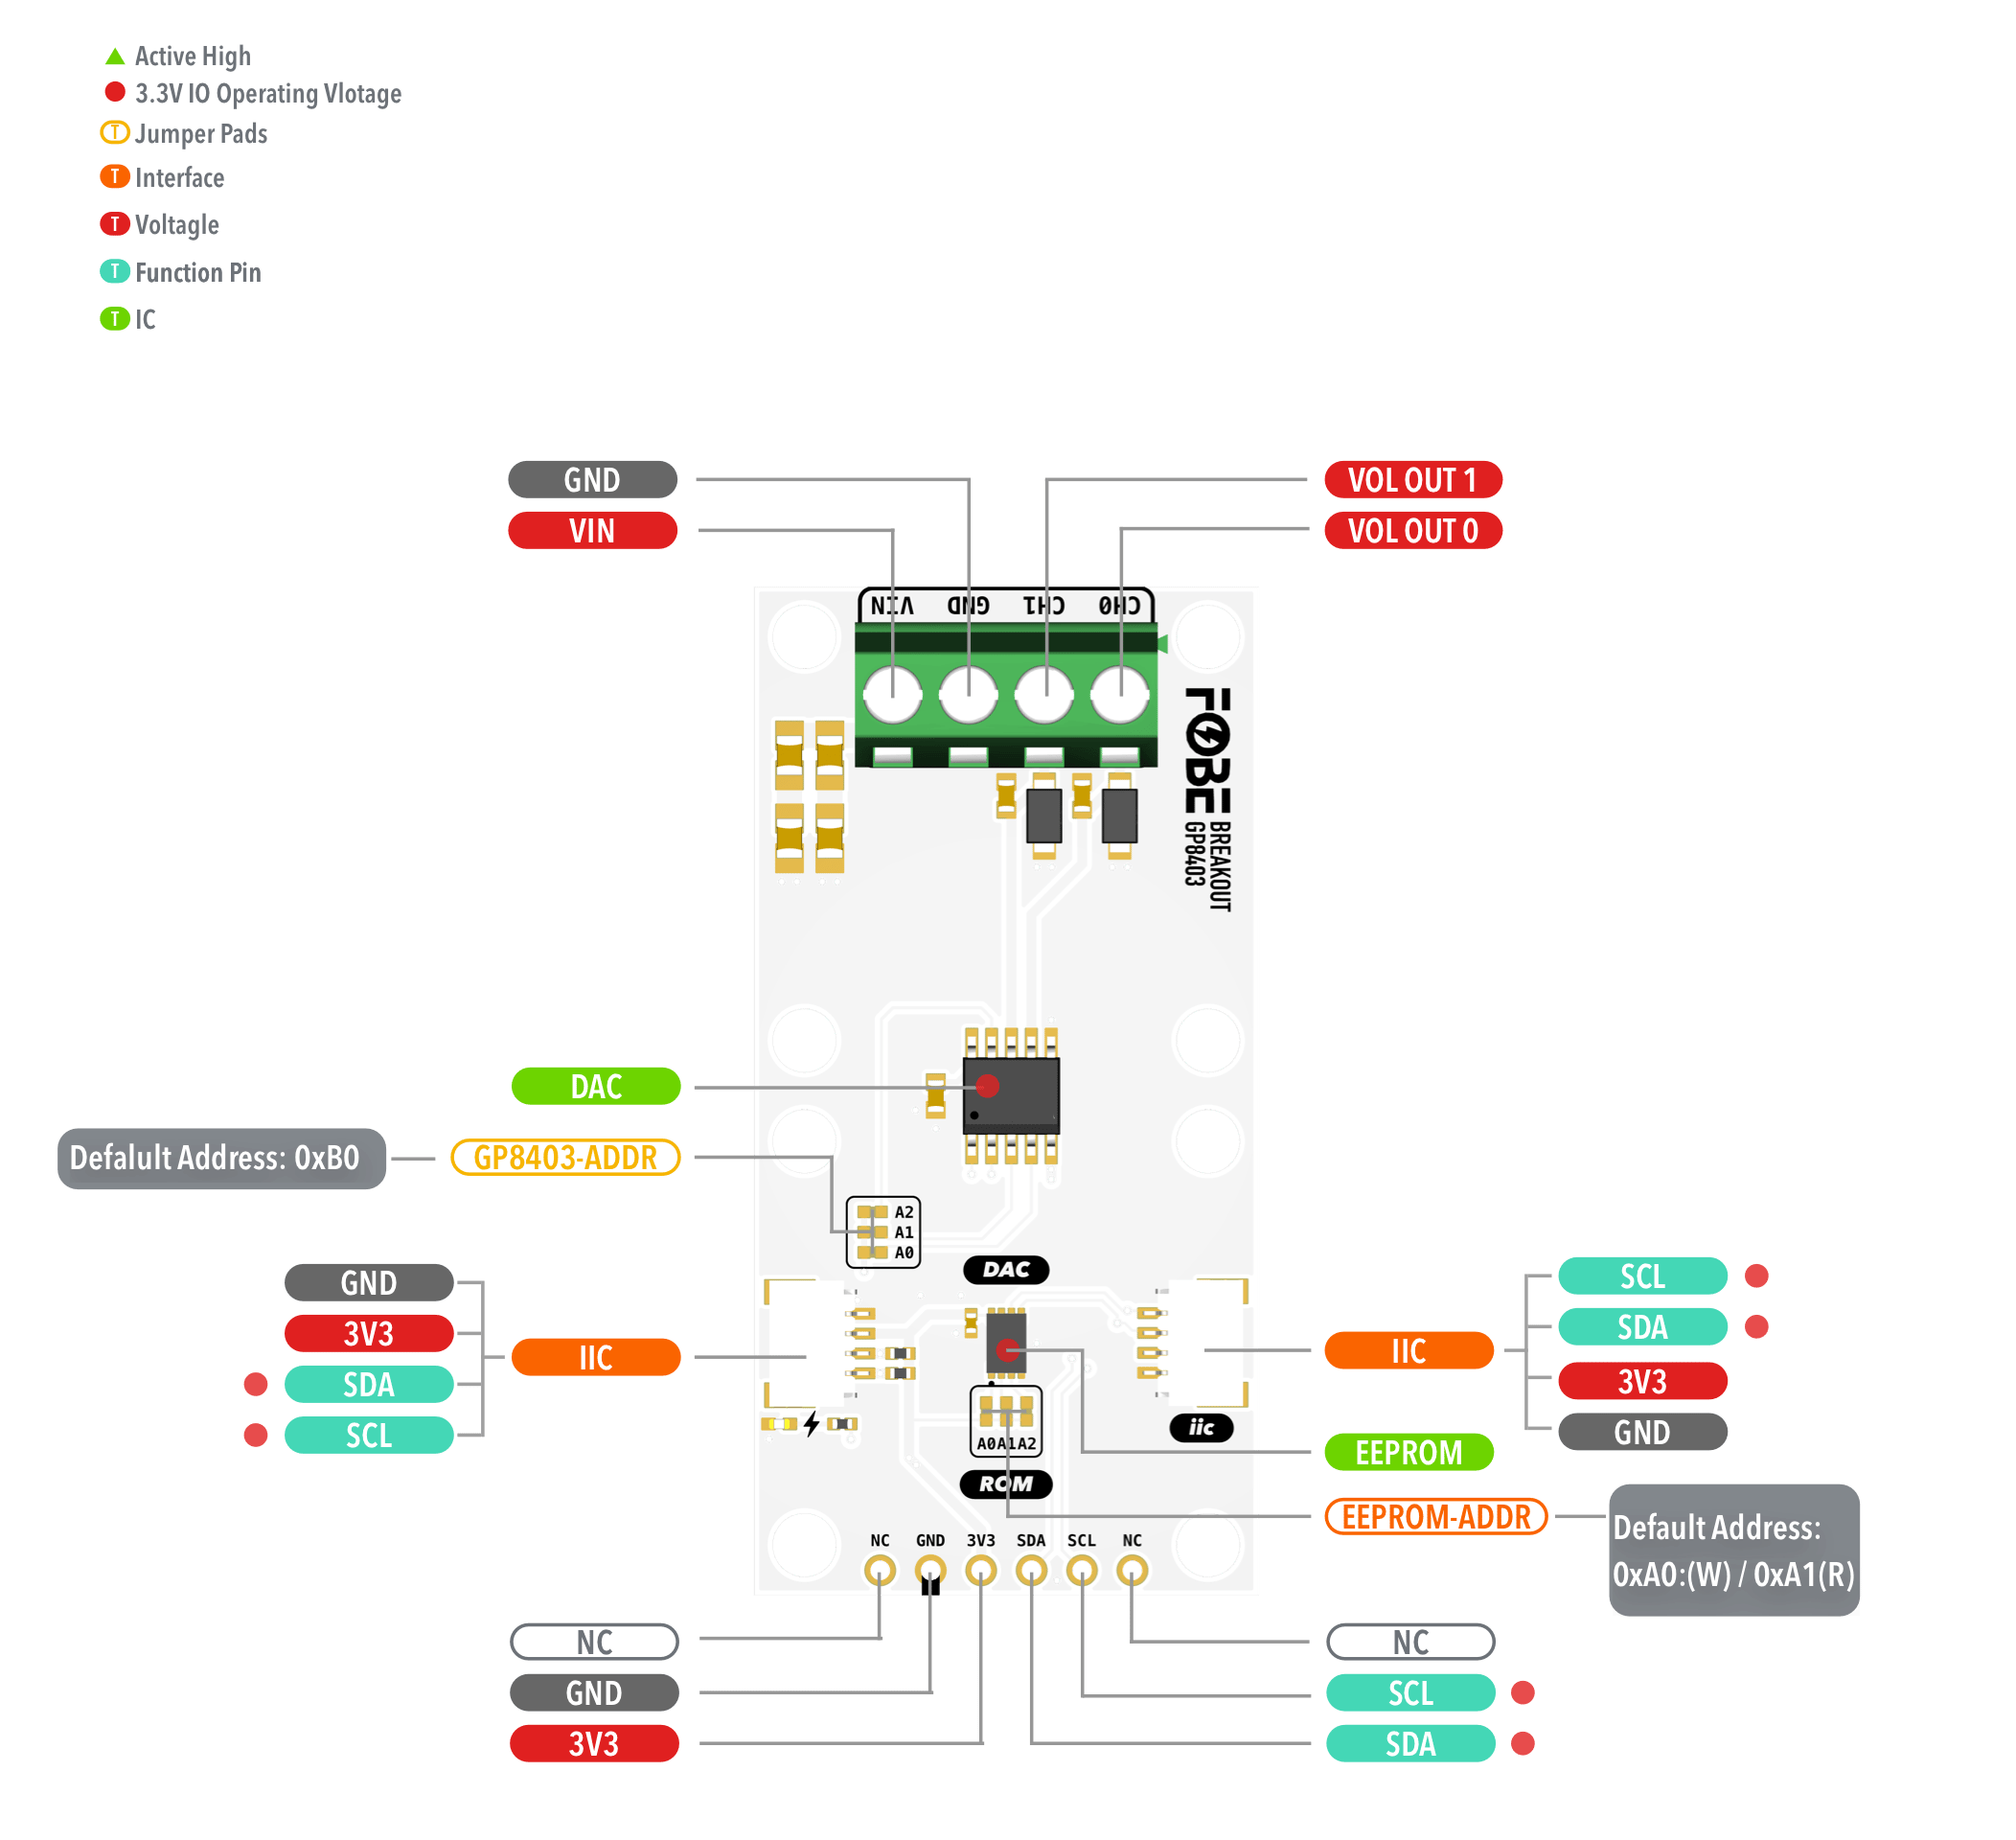 Active High
3.3V IO Operating Vlotage
T Jumper Pads
T Interface
T Voltagle
T Function Pin
T IC
GND
VIN
VOL OUT 1
VOL OUT 0
VIN GND CH1 CH0
FOBE
BREAKOUT
GP8403
DAC
Defalult Address: 0xB0
GP8403-ADDR
A2
A1
A0
DAC
GND
3V3
SDA
SCL
IIC
IIC
SCL
SDA
3V3
GND
iic
A0A1A2
ROM
EEPROM
EEPROM-ADDR
Default Address:
0xA0:(W) / 0xA1(R)
NC GND 3V3 SDA SCL NC
NC
GND
3V3
NC
SCL
SDA